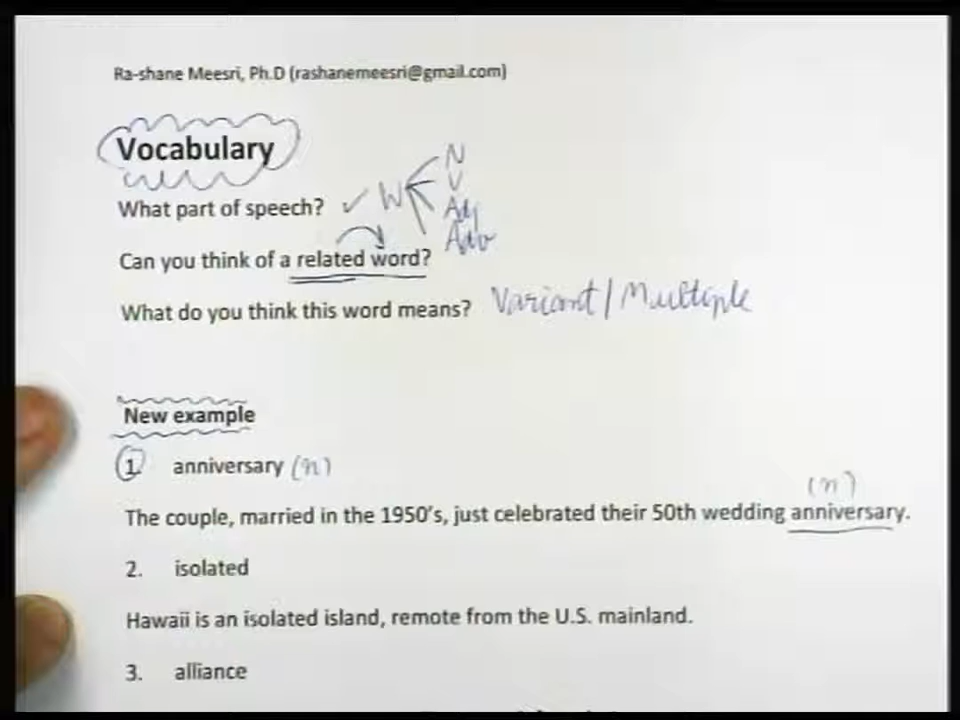 Ra-shane Meesri, Ph.D (rashanemeesri@gmail.com)
Vocabulary
What part of speech? ✓ W N
V
Adj
Adv
Can you think of a related word?
What do you think this word means? Variant / Multiple
New example
1 anniversary (n)
(n)
The couple, married in the 1950's, just celebrated their 50th wedding anniversary.
2. isolated
Hawaii is an isolated island, remote from the U.S. mainland.
3. alliance